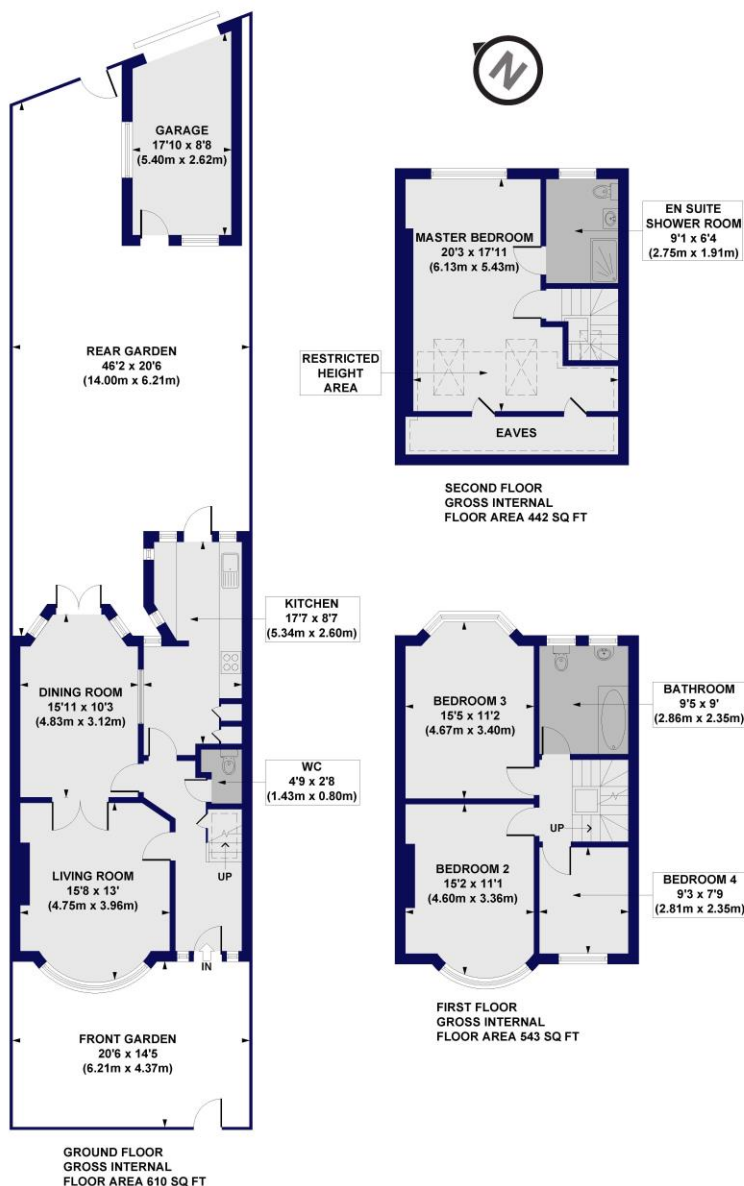 N
GARAGE
17'10 x 8'8
(5.40m x 2.62m)
REAR GARDEN
46'2 x 20'6
(14.00m x 6.21m)
KITCHEN
17'7 x 8'7
(5.34m x 2.60m)
DINING ROOM
15'11 x 10'3
(4.83m x 3.12m)
WC
4'9 x 2'8
(1.43m x 0.80m)
LIVING ROOM
15'8 x 13'
(4.75m x 3.96m)
UP
IN
FRONT GARDEN
20'6 x 14'5
(6.21m x 4.37m)
GROUND FLOOR
GROSS INTERNAL
FLOOR AREA 610 SQ FT
MASTER BEDROOM
20'3 x 17'11
(6.13m x 5.43m)
EN SUITE
SHOWER ROOM
9'1 x 6'4
(2.75m x 1.91m)
RESTRICTED
HEIGHT
AREA
EAVES
SECOND FLOOR
GROSS INTERNAL
FLOOR AREA 442 SQ FT
BEDROOM 3
15'5 x 11'2
(4.67m x 3.40m)
BATHROOM
9'5 x 9'
(2.86m x 2.35m)
UP
BEDROOM 2
15'2 x 11'1
(4.60m x 3.36m)
BEDROOM 4
9'3 x 7'9
(2.81m x 2.35m)
FIRST FLOOR
GROSS INTERNAL
FLOOR AREA 543 SQ FT